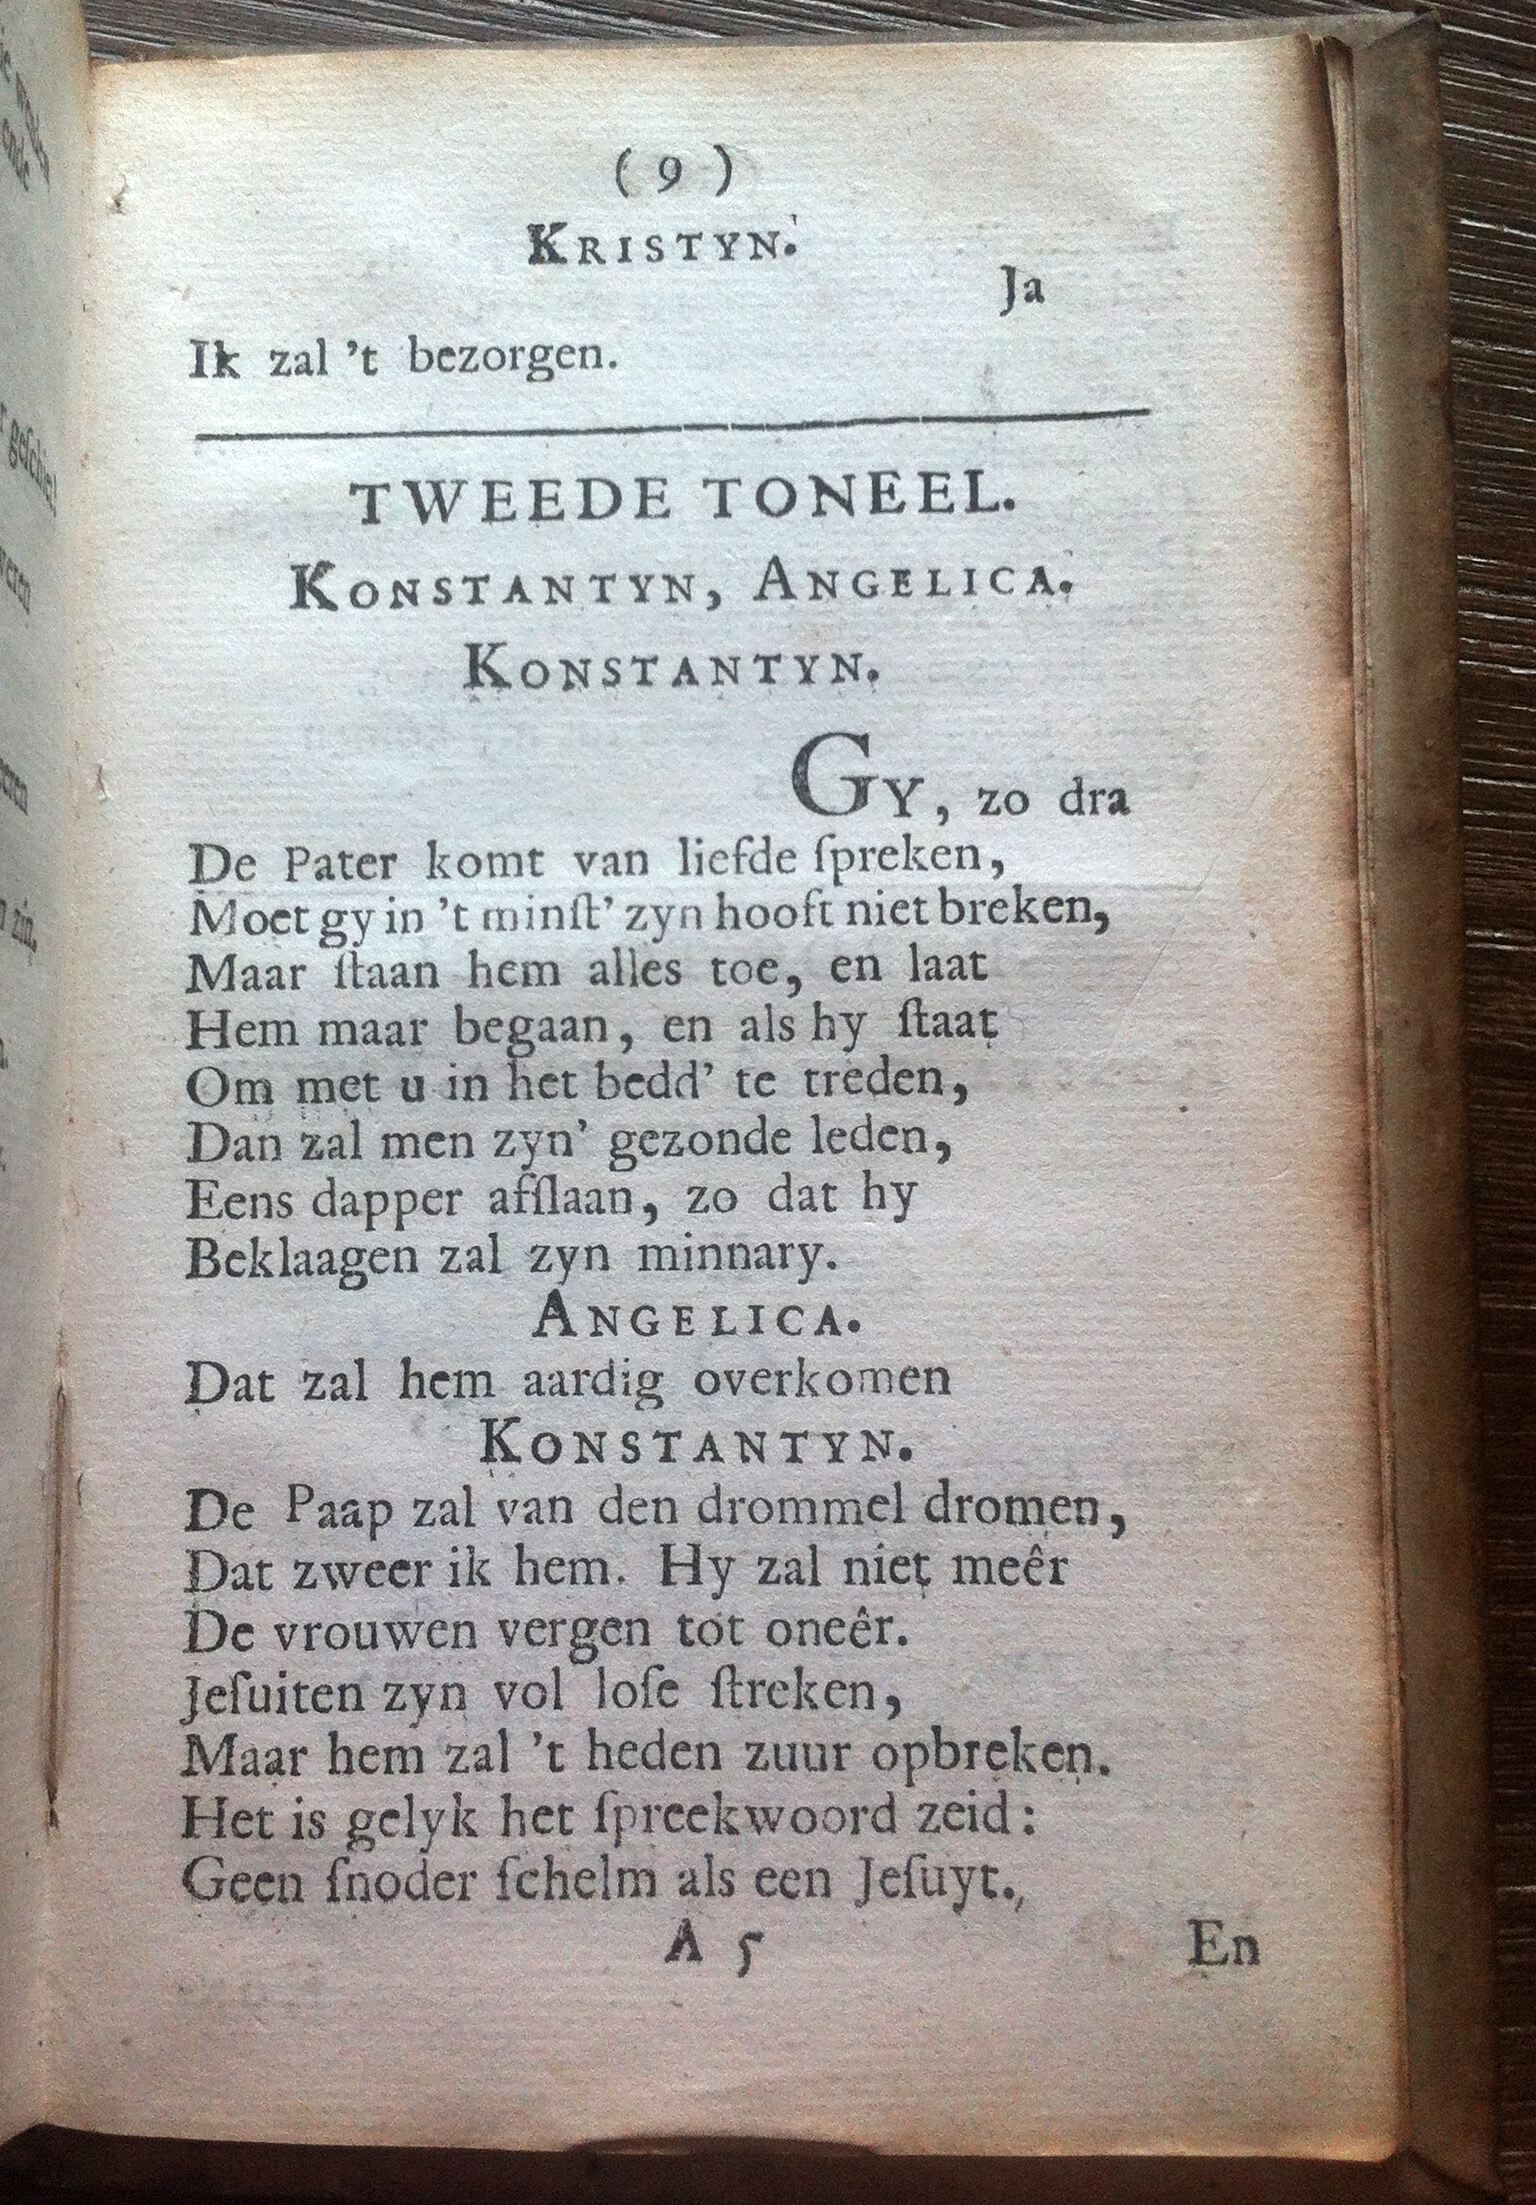 ( 9 )
KRISTYN.
Ja
Ik zal 't bezorgen.
TWEEDE TONEEL.
KONSTANTYN, ANGELICA.
KONSTANTYN.
GY, zo dra
De Pater komt van liefde ſpreken,
Moet gy in 't minſt' zyn hooft niet breken,
Maar ſtaan hem alles toe, en laat
Hem maar begaan, en als hy ſtaat
Om met u in het bedd' te treden,
Dan zal men zyn' gezonde leden,
Eens dapper afſlaan, zo dat hy
Beklaagen zal zyn minnary.
ANGELICA.
Dat zal hem aardig overkomen
KONSTANTYN.
De Paap zal van den drommel dromen,
Dat zweer ik hem. Hy zal niet meêr
De vrouwen vergen tot oneêr.
Jeſuiten zyn vol loſe ſtreken,
Maar hem zal 't heden zuur opbreken.
Het is gelyk het ſpreekwoord zeid:
Geen ſnoder ſchelm als een Jeſuyt.
A 5
En
geſchiet!
zin.